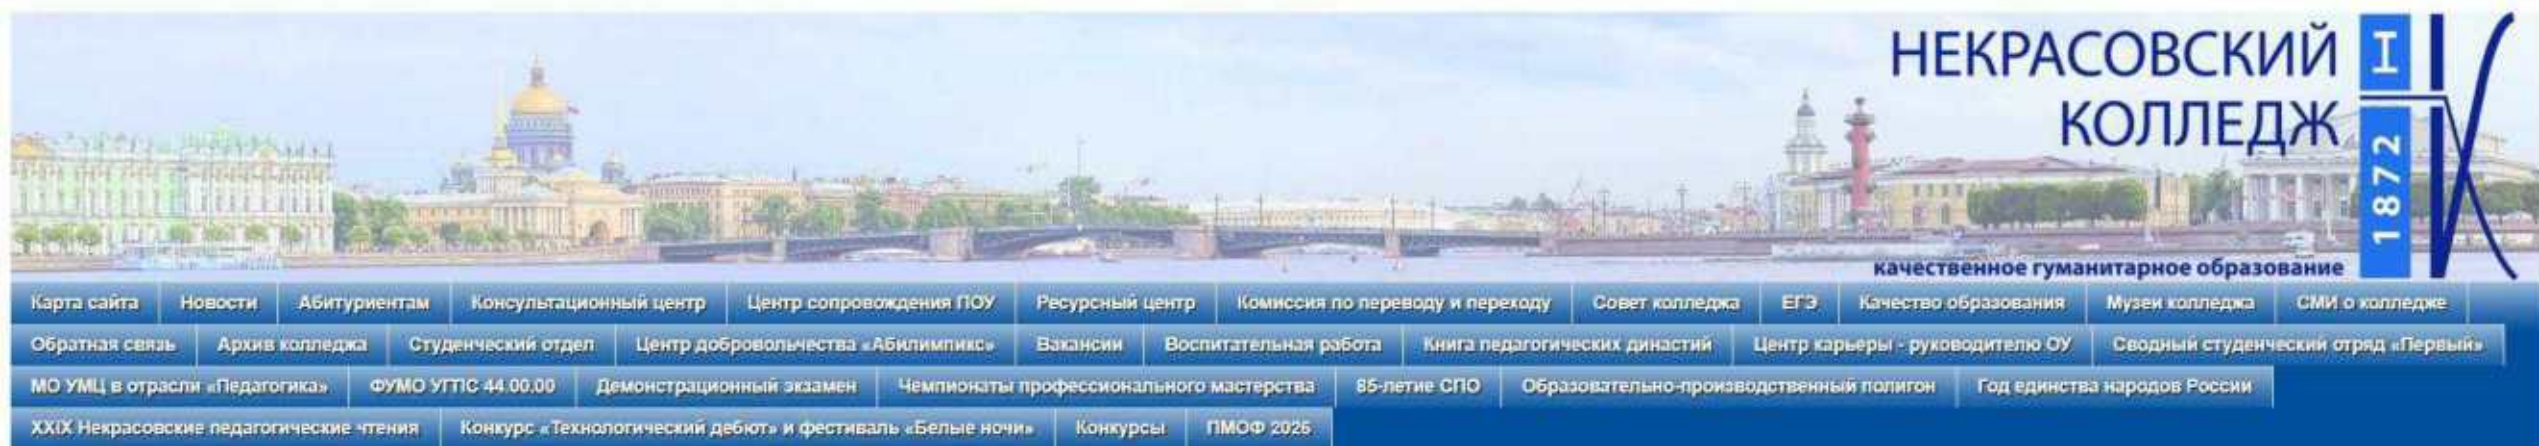 НЕКРАСОВСКИЙ
КОЛЛЕДЖ
I
1872
качественное гуманитарное образование
Карта сайта Новости Абитуриентам Консультационный центр Центр сопровождения ПОУ Ресурсный центр Комиссия по переводу и переходу Совет колледжа ЕГЭ Качество образования Музеи колледжа СМИ о колледже
Обратная связь Архив колледжа Студенческий отдел Центр добровольчества «Абилимпикс» Вакансии Воспитательная работа Книга педагогических династий Центр карьеры - руководителю ОУ Сводный студенческий отряд «Первый»
МО УМЦ в отрасли «Педагогика» ФУМО УГПС 44.00.00 Демонстрационный экзамен Чемпионаты профессионального мастерства 85-летие СПО Образовательно-производственный полигон Год единства народов России
XXIX Некрасовские педагогические чтения Конкурс «Технологический дебют» и фестиваль «Белые ночи» Конкурсы ПМОФ 2026